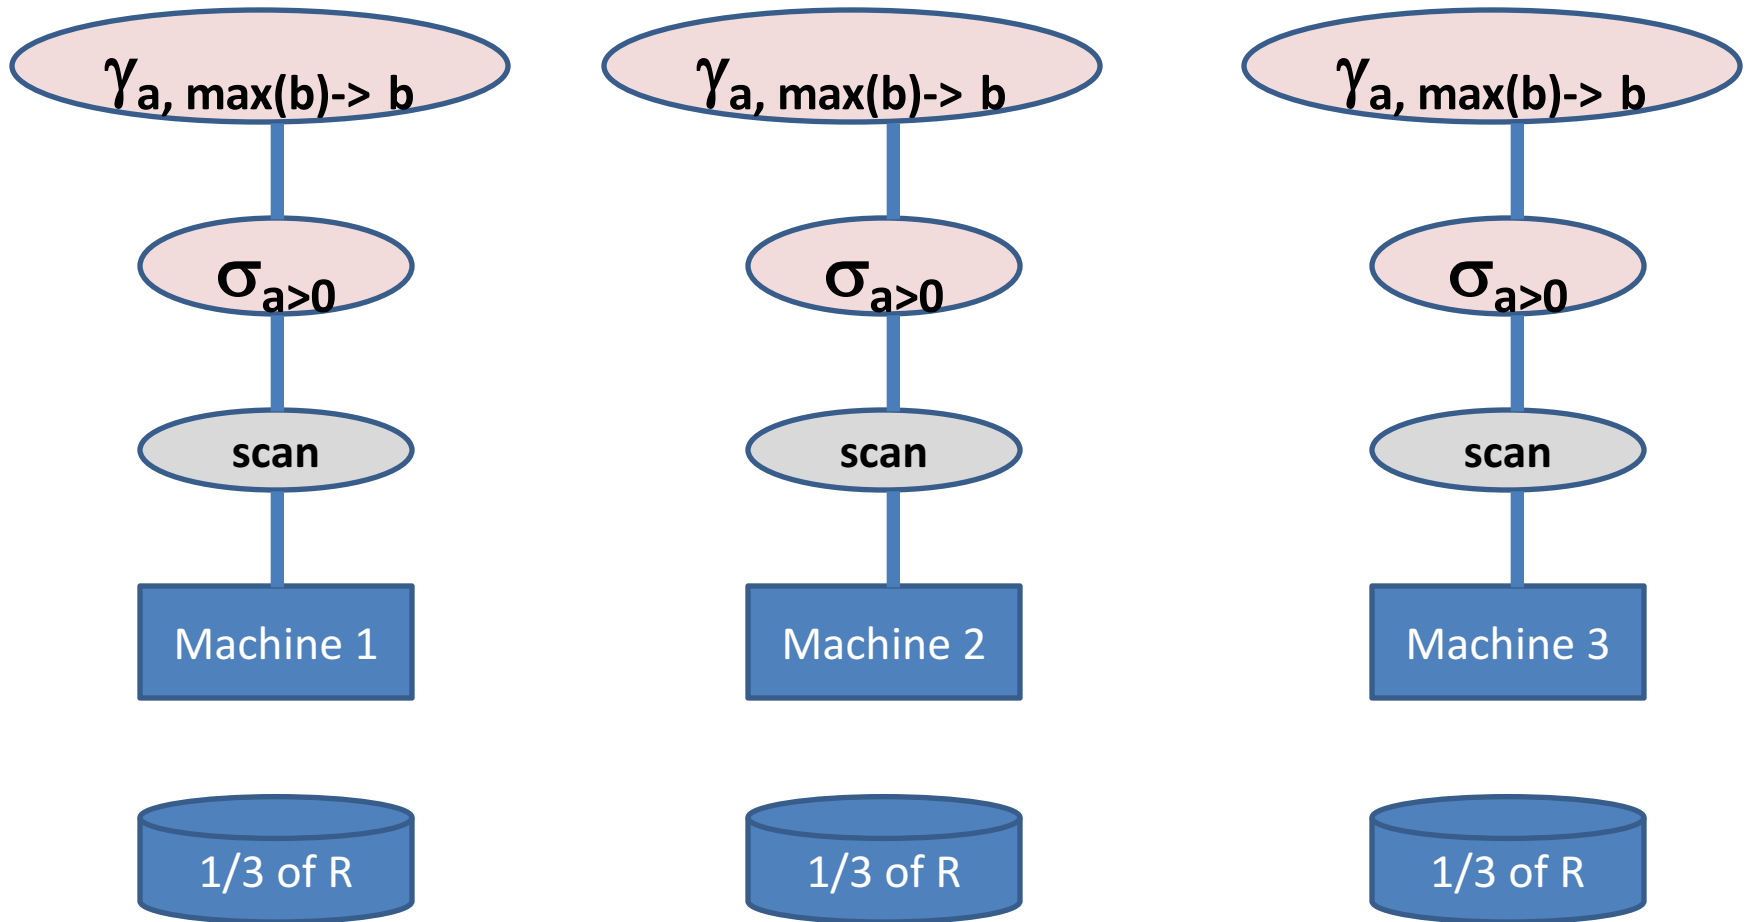 γa, max(b)-> b γa, max(b)-> b γa, max(b)-> b
σa>0 σa>0 σa>0
scan scan scan
Machine 1 Machine 2 Machine 3
1/3 of R 1/3 of R 1/3 of R